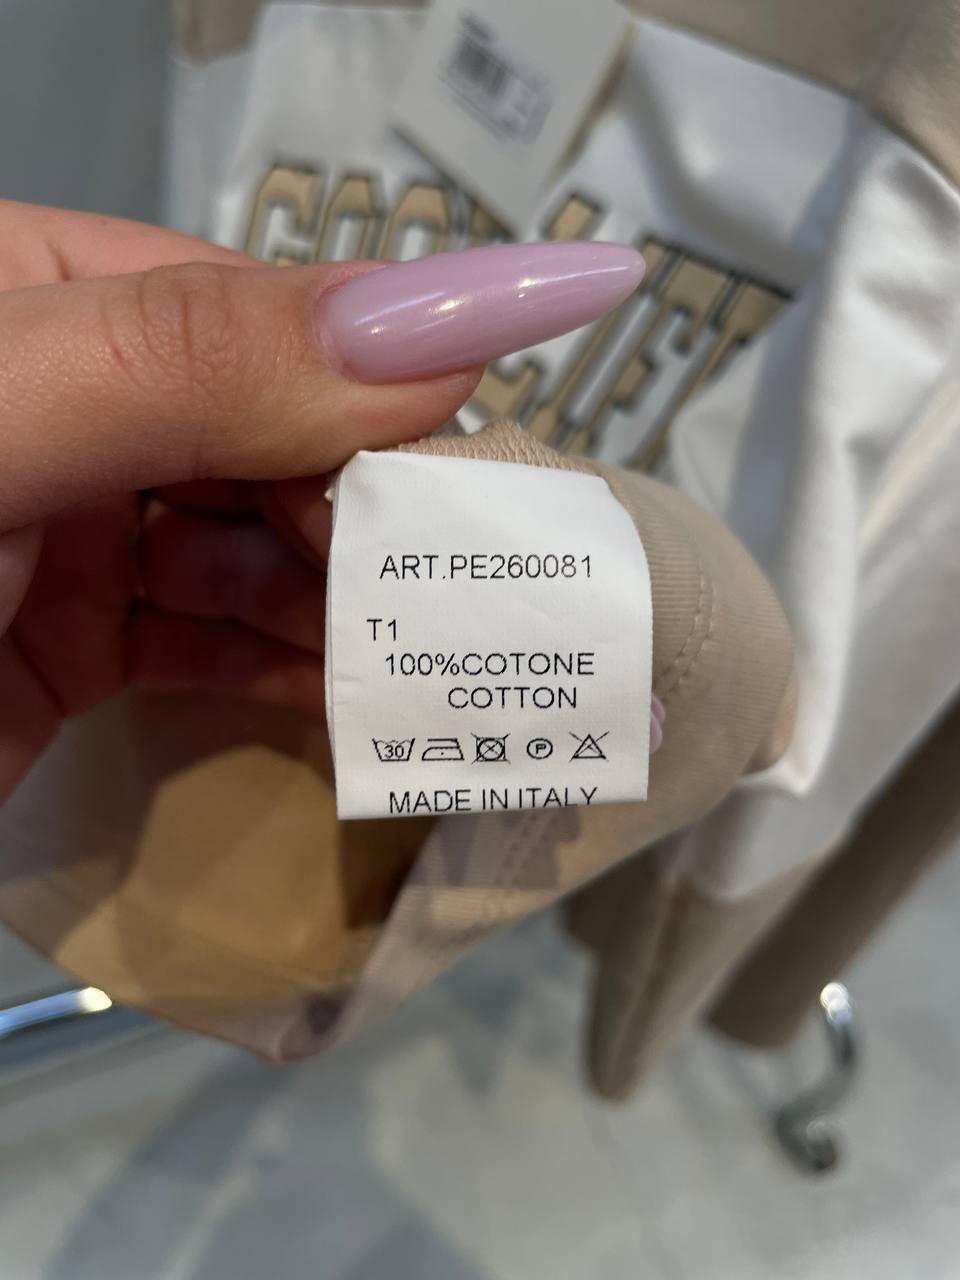 ART.PE260081
T1
100%COTONE
COTTON
30
P
MADE IN ITALY